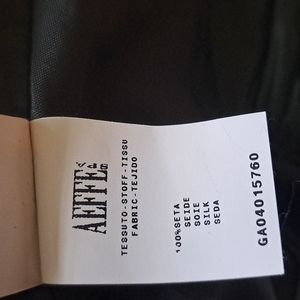 AEFFE
S.P.A.
TESSUTO-STOFF-TISSU
FABRIC-TEJIDO
100%SETA
SEIDE
SOIE
SILK
SEDA
GA04015760